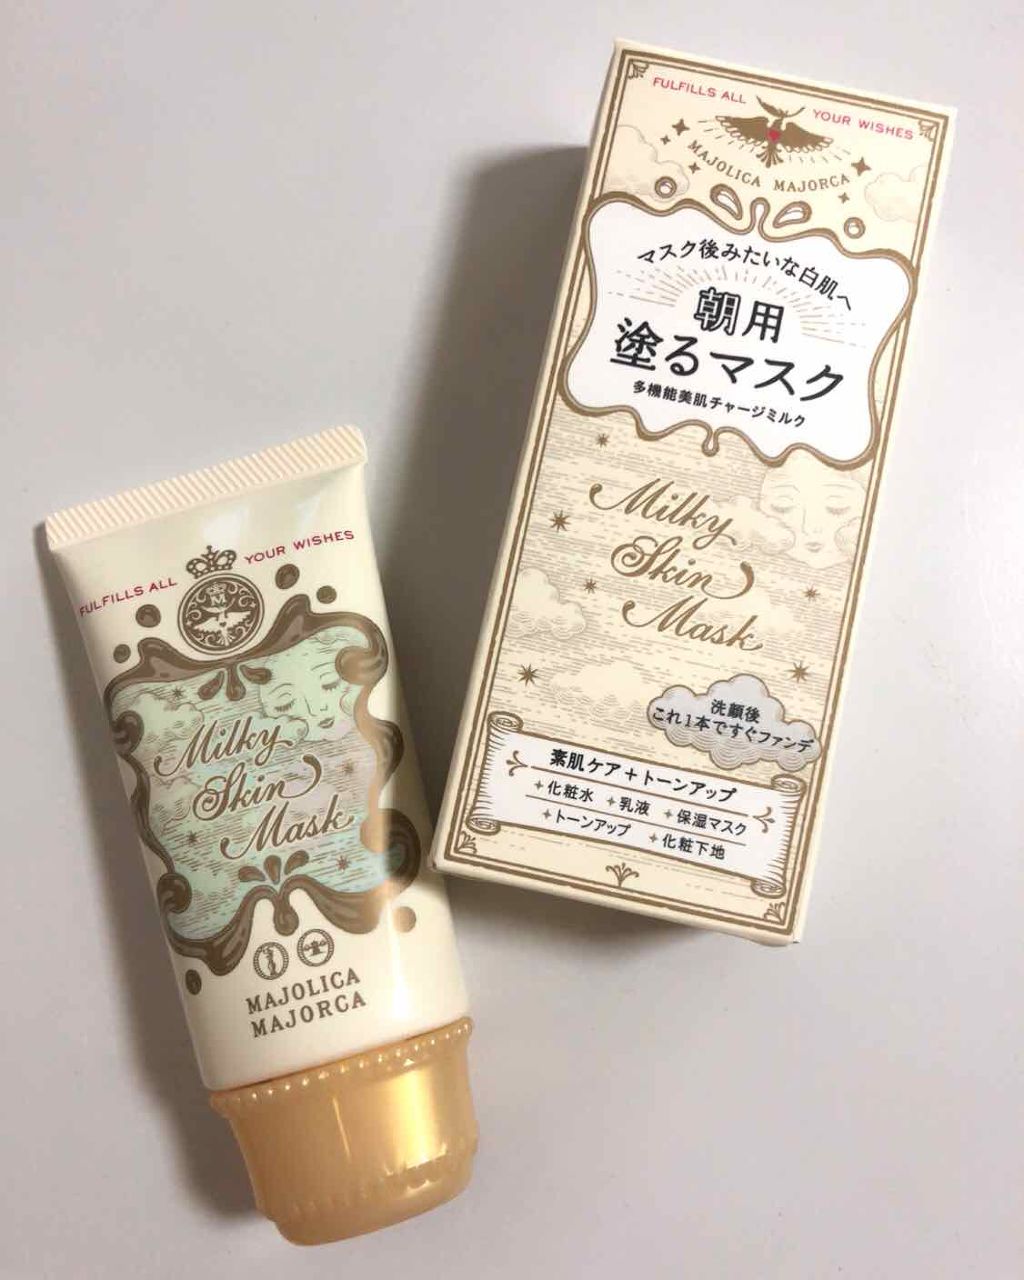 FULFILLS ALL YOUR WISHES
MAJOLICA MAJORCA
マスク後みたいな白肌へ
朝用
塗るマスク
多機能美肌チャージミルク
Milky
Skin
Mask
洗顔後
これ1本ですぐファンデ
素肌ケア+トーンアップ
+化粧水 +乳液 +保湿マスク
+トーンアップ +化粧下地
FULFILLS ALL YOUR WISHES
M
Milky
Skin
Mask
MAJOLICA
MAJORCA